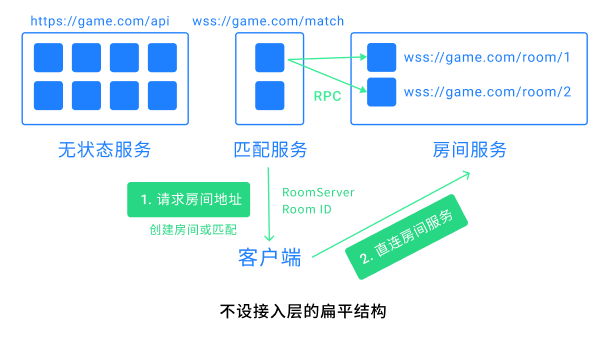 https://game.com/api
wss://game.com/match
wss://game.com/room/1
wss://game.com/room/2
RPC
无状态服务
匹配服务
房间服务
1. 请求房间地址
创建房间或匹配
RoomServer
Room ID
2. 直连房间服务
客户端
不设接入层的扁平结构